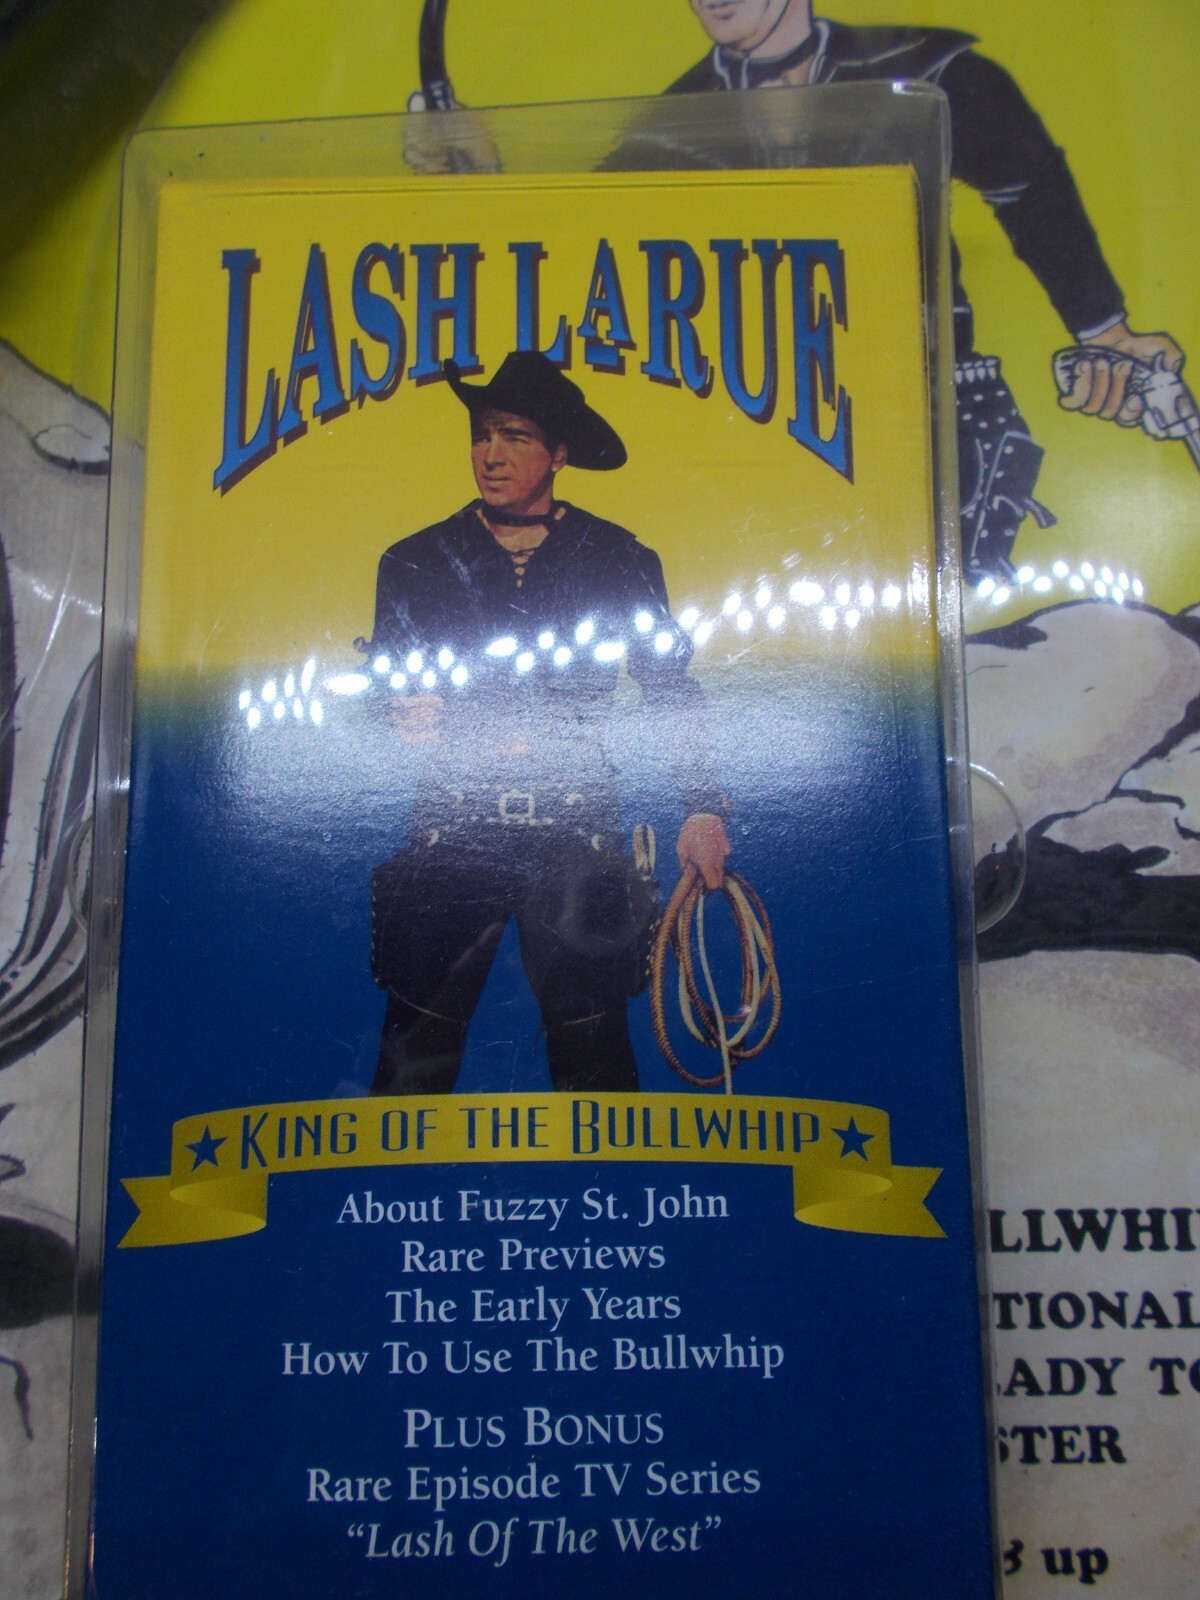 LASH LARUE
KING OF THE BULLWHIP
About Fuzzy St. John
Rare Previews
The Early Years
How To Use The Bullwhip
PLUS BONUS
Rare Episode TV Series
“Lash Of The West”
LLWHI
TIONAL
ADY TO
STER
up